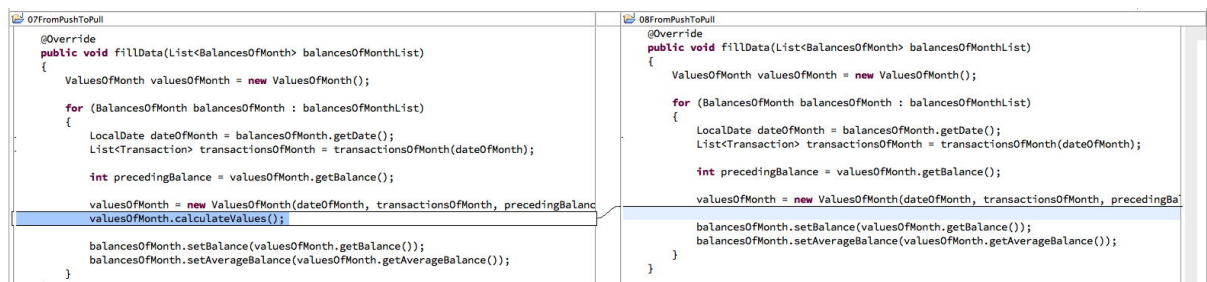 07FromPushToPull
@Override
public void fillData(List<BalancesOfMonth> balancesOfMonthList)
{
ValuesOfMonth valuesOfMonth = new ValuesOfMonth();
for (BalancesOfMonth balancesOfMonth : balancesOfMonthList)
{
LocalDate dateOfMonth = balancesOfMonth.getDate();
List<Transaction> transactionsOfMonth = transactionsOfMonth(dateOfMonth);
int precedingBalance = valuesOfMonth.getBalance();
valuesOfMonth = new ValuesOfMonth(dateOfMonth, transactionsOfMonth, precedingBalanc
valuesOfMonth.calculateValues();
balancesOfMonth.setBalance(valuesOfMonth.getBalance());
balancesOfMonth.setAverageBalance(valuesOfMonth.getAverageBalance());
}
08FromPushToPull
@Override
public void fillData(List<BalancesOfMonth> balancesOfMonthList)
{
ValuesOfMonth valuesOfMonth = new ValuesOfMonth();
for (BalancesOfMonth balancesOfMonth : balancesOfMonthList)
{
LocalDate dateOfMonth = balancesOfMonth.getDate();
List<Transaction> transactionsOfMonth = transactionsOfMonth(dateOfMonth);
int precedingBalance = valuesOfMonth.getBalance();
valuesOfMonth = new ValuesOfMonth(dateOfMonth, transactionsOfMonth, precedingBal
balancesOfMonth.setBalance(valuesOfMonth.getBalance());
balancesOfMonth.setAverageBalance(valuesOfMonth.getAverageBalance());
}
}